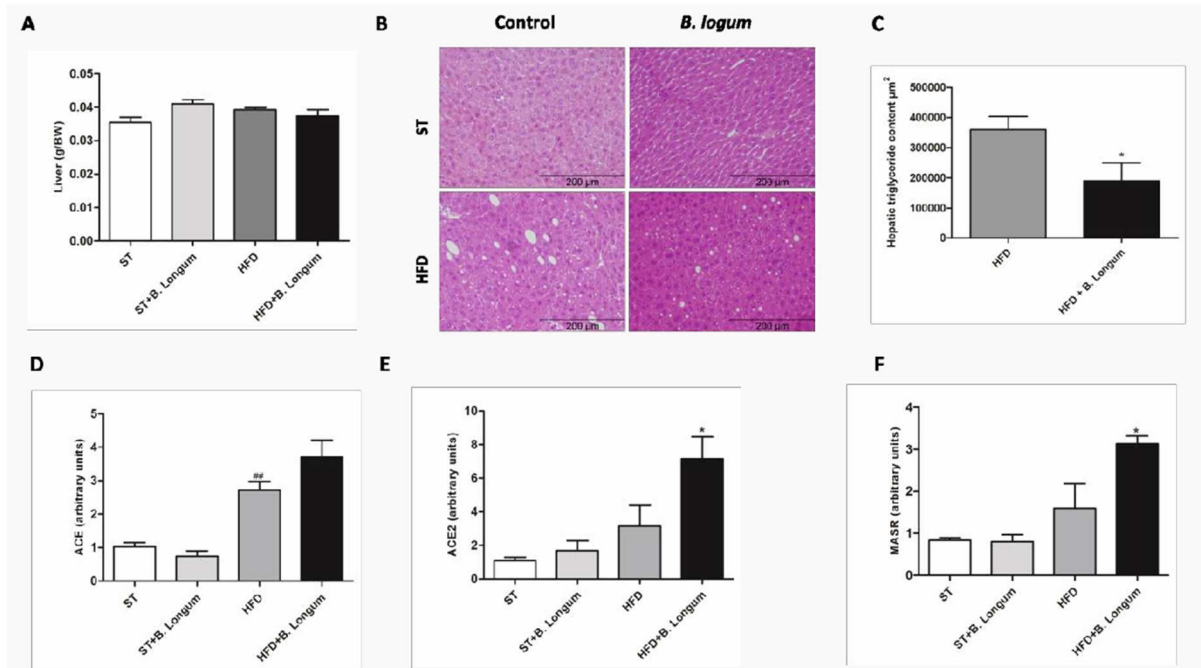 A
Liver (g/BW)
0.05
0.04
0.03
0.02
0.01
0.00
ST
ST+B. Longum
HFD
HFD+B. Longum
B
Control
B. logum
ST
HFD
200 µm
200 µm
200 µm
200 µm
C
Hopatic triglyceride content µm²
500000
400000
300000
200000
100000
0
*
HFD
HFD + B. Longum
D
ACE (arbitrary units)
5
4
3
2
1
0
##
ST
ST+B. Longum
HFD
HFD+B. Longum
E
ACE2 (arbitrary units)
10
8
6
4
2
0
*
ST
ST+B. Longum
HFD
HFD+B. Longum
F
MASR (arbitrary units)
4
3
2
1
0
*
ST
ST+B. Longum
HFD
HFD+B. Longum